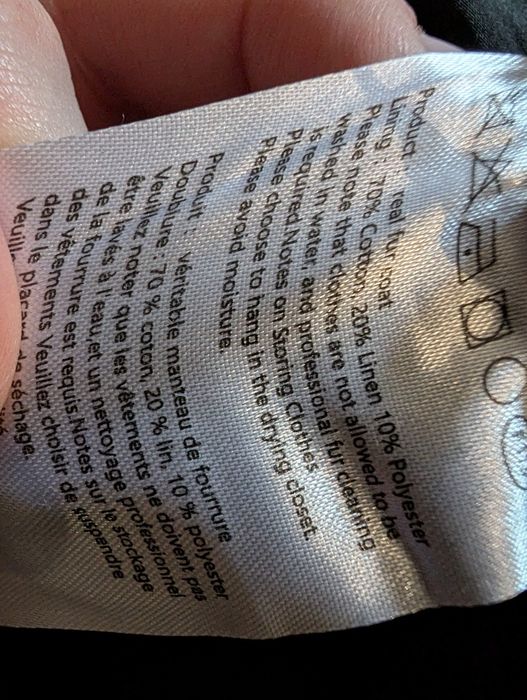 Product : real fur coat
Lining : 70% Cotton, 20% Linen 10% Polyester
Please note that clothes are not allowed to be
washed in water, and professional fur cleaning
is required.Notes on Storing Clothes
Please choose to hang in the drying closet.
Please avoid moisture.
Produit : véritable manteau de fourrure
Doublure : 70 % coton, 20 % lin, 10 % polyester
Veuillez noter que les vêtements ne doivent pas
être lavés à l'eau,et un nettoyage professionnel
de la fourrure est requis Notes sur le stockage
des vêtements Veuillez choisir de suspendre
dans le placard de séchage